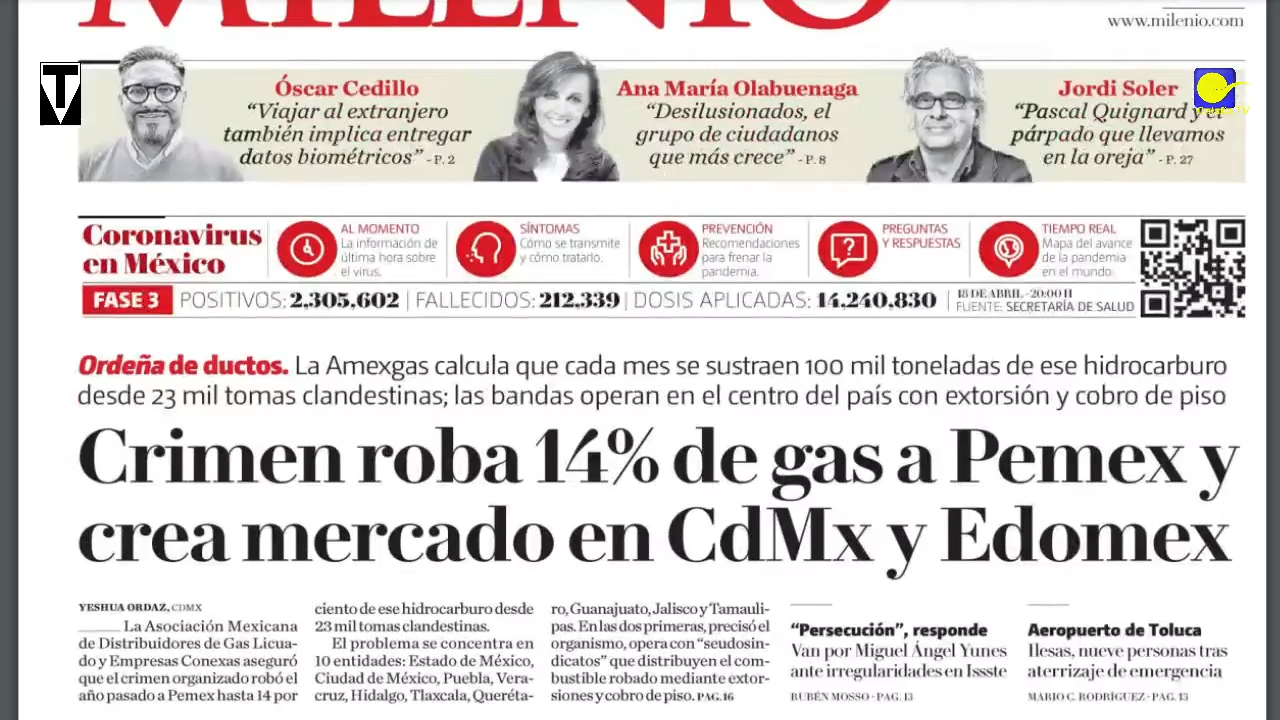 MILENIO
www.milenio.com
Óscar Cedillo
“Viajar al extranjero
también implica entregar
datos biométricos” - P. 2
Ana María Olabuenaga
“Desilusionados, el
grupo de ciudadanos
que más crece” - P. 8
Jordi Soler
“Pascal Quignard y el
párpado que llevamos
en la oreja” - P. 27
Coronavirus
en México
AL MOMENTO
La información de
última hora sobre
el virus.
SÍNTOMAS
Cómo se transmite
y cómo tratarlo.
PREVENCIÓN
Recomendaciones
para frenar la
pandemia.
PREGUNTAS
Y RESPUESTAS
TIEMPO REAL
Mapa del avance
de la pandemia
en el mundo.
FASE 3
POSITIVOS: 2.305.602 | FALLECIDOS: 212,339 | DOSIS APLICADAS: 14,240,830
18 DE ABRIL - 20:00 H
FUENTE: SECRETARÍA DE SALUD
Ordeña de ductos. La Amexgas calcula que cada mes se sustraen 100 mil toneladas de ese hidrocarburo
desde 23 mil tomas clandestinas; las bandas operan en el centro del país con extorsión y cobro de piso
Crimen roba 14% de gas a Pemex y
crea mercado en CdMx y Edomex
YESHUA ORDAZ, CDMX
La Asociación Mexicana
de Distribuidores de Gas Licua-
do y Empresas Conexas aseguró
que el crimen organizado robó el
año pasado a Pemex hasta 14 por
ciento de ese hidrocarburo desde
23 mil tomas clandestinas.
El problema se concentra en
10 entidades: Estado de México,
Ciudad de México, Puebla, Vera-
cruz, Hidalgo, Tlaxcala, Queréta-
ro, Guanajuato, Jalisco y Tamauli-
pas. En las dos primeras, precisó el
organismo, opera con “seudosin-
dicatos” que distribuyen el com-
bustible robado mediante extor-
siones y cobro de piso. PAG. 16
“Persecución”, responde
Van por Miguel Ángel Yunes
ante irregularidades en Issste
RUBÉN MOSSO - PAG. 13
Aeropuerto de Toluca
Ilesas, nueve personas tras
aterrizaje de emergencia
MARIO C. RODRÍGUEZ - PAG. 13